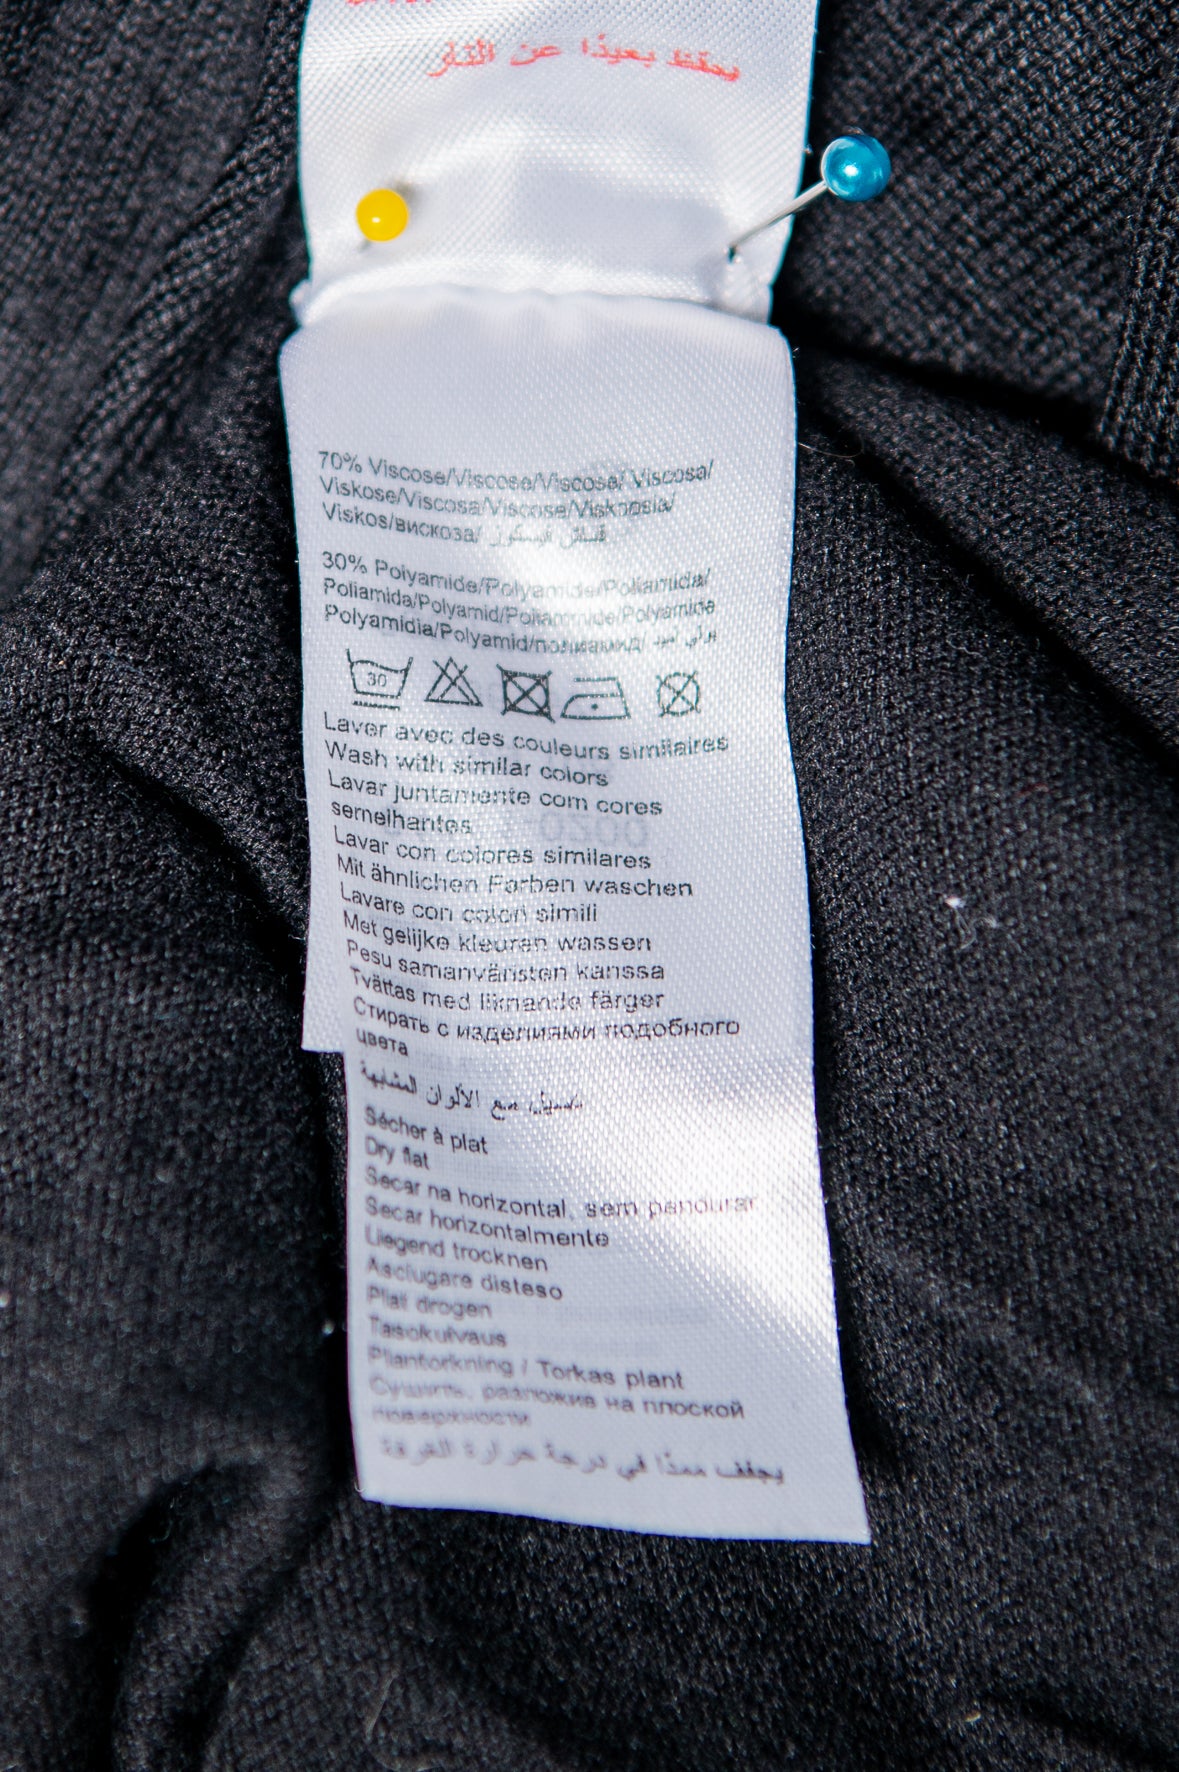 يحفظ بعيدًا عن النار
70% Viscose/Viscose/Viscose/ Viscosa/
Viskose/Viscosa/Viscose/Viskoosia/
Viskos/вискоза/
30% Polyamide/Polyamide/Poliamida/
Poliamida/Polyamid/Poliammide/Polyamide
Polyamidia/Polyamid/полиамид/
30
Laver avec des couleurs similaires
Wash with similar colors
Lavar juntamente com cores
semelhantes
Lavar con colores similares
Mit ähnlichen Farben waschen
Lavare con colori simili
Met gelijke kleuren wassen
Pesu samanväristen kanssa
Tvättas med liknande färger
Стирать с изделиями подобного
цвета
مع الألوان المشابهة
Sécher à plat
Dry flat
Secar na horizontal, sem pendurar
Secar horizontalmente
Liegend trocknen
Asciugare disteso
Plat drogen
Tasokuivaus
Plantorkning / Torkas plant
Сушить, разложив на плоской
поверхности
يجفف ممدًا في درجة حرارة الغرفة